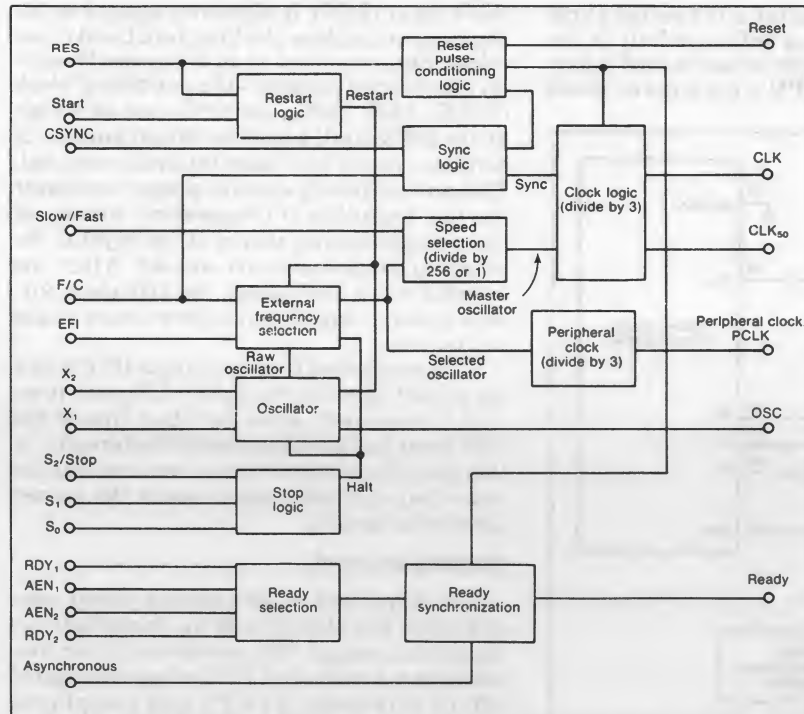 RES
Start
CSYNC
Slow/Fast
F/C
EFI
X₂
X₁
S₂/Stop
S₁
S₀
RDY₁
AEN₁
AEN₂
RDY₂
Asynchronous
Restart
logic
Restart
Reset
pulse-
conditioning
logic
Sync
logic
Sync
Speed
selection
(divide by
256 or 1)
Master
oscillator
External
frequency
selection
Raw
oscillator
Selected
oscillator
Oscillator
Stop
logic
Halt
Ready
selection
Ready
synchronization
Clock logic
(divide by 3)
Peripheral
clock
(divide by 3)
Reset
CLK
CLK₅₀
Peripheral clock
PCLK
OSC
Ready